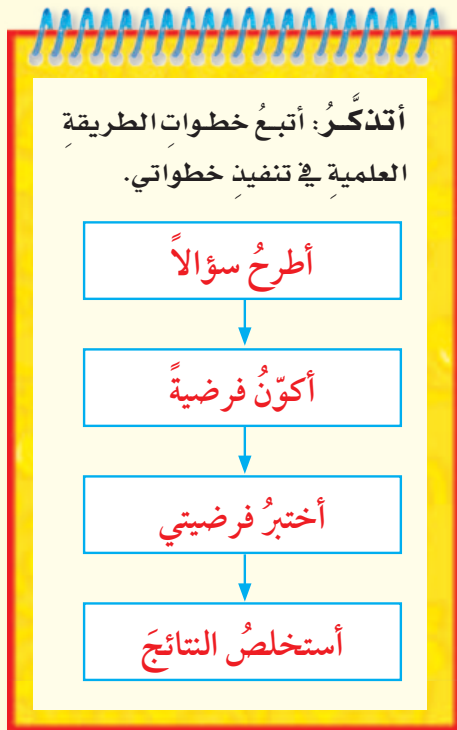 أتذكَّرُ: أتبعُ خطواتِ الطريقةِ
العلميةِ في تنفيذِ خطواتي.
أطرحُ سؤالاً
أكوّنُ فرضيةً
أختبرُ فرضيتي
أستخلصُ النتائجَ